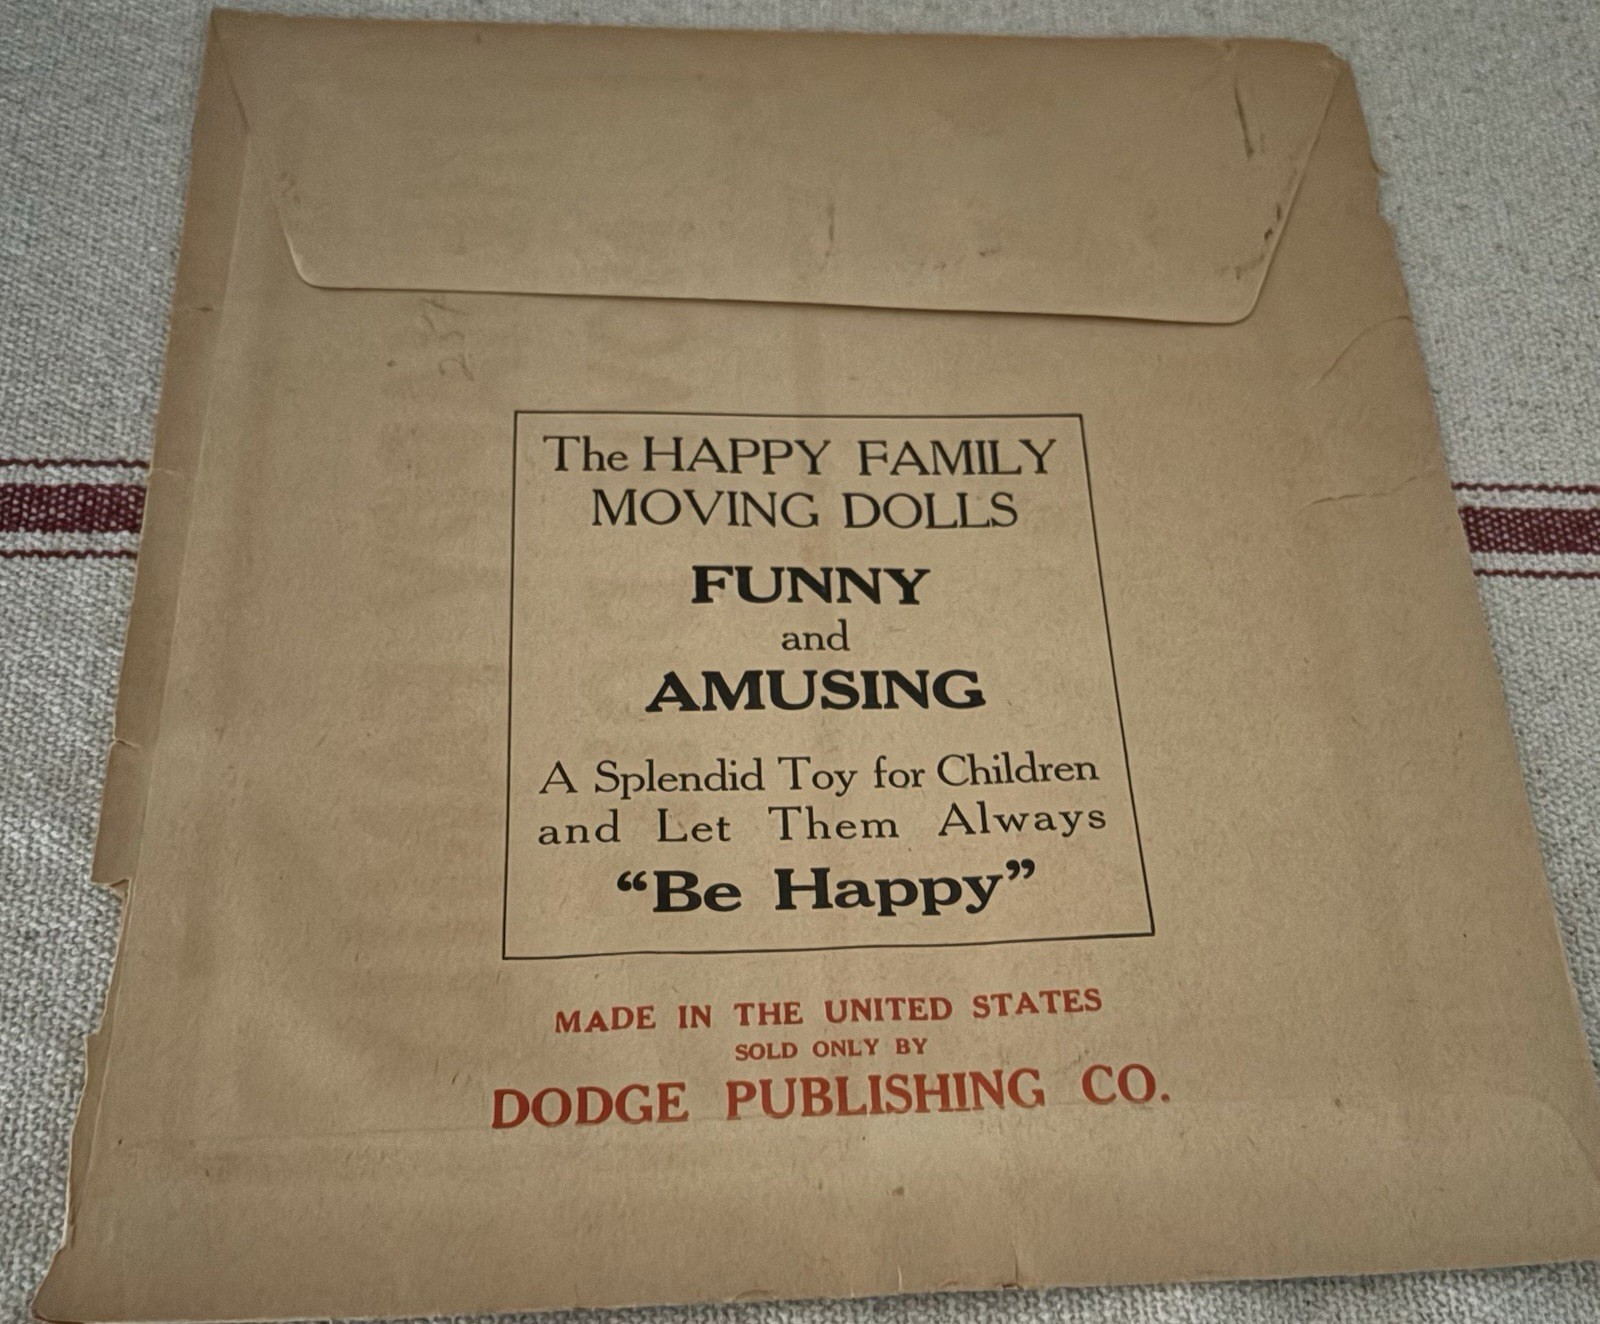 The HAPPY FAMILY
MOVING DOLLS
FUNNY
and
AMUSING
A Splendid Toy for Children
and Let Them Always
“Be Happy”
MADE IN THE UNITED STATES
SOLD ONLY BY
DODGE PUBLISHING CO.